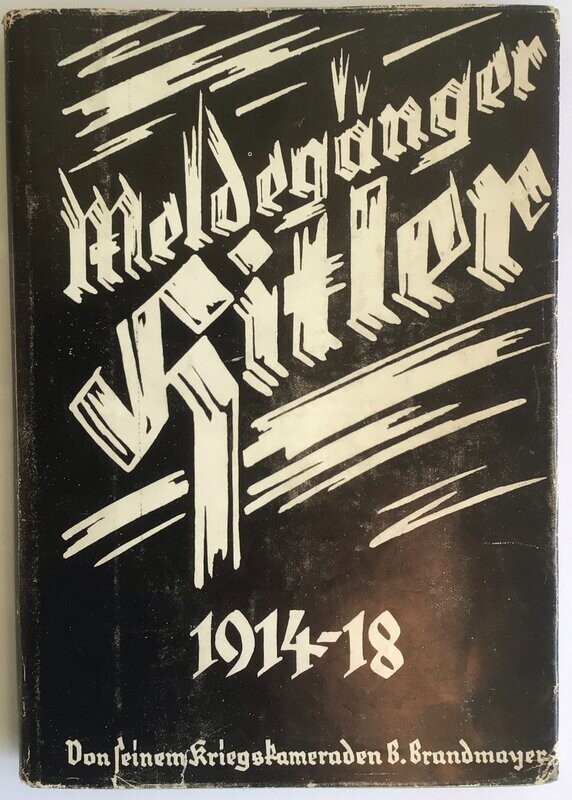 Meldegänger
Hitler
1914-18
Von seinem Kriegskameraden B. Brandmayer